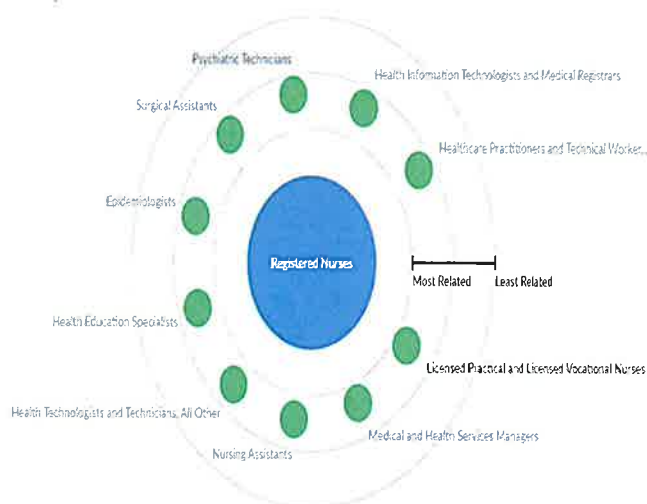 Psychiatric Technicians
Health Information Technologists and Medical Registrars
Surgical Assistants
Healthcare Practitioners and Technical Worker...
Epidemiologists
Registered Nurses
Most Related
Least Related
Health Education Specialists
Licensed Practical and Licensed Vocational Nurses
Health Technologists and Technicians, All Other
Medical and Health Services Managers
Nursing Assistants